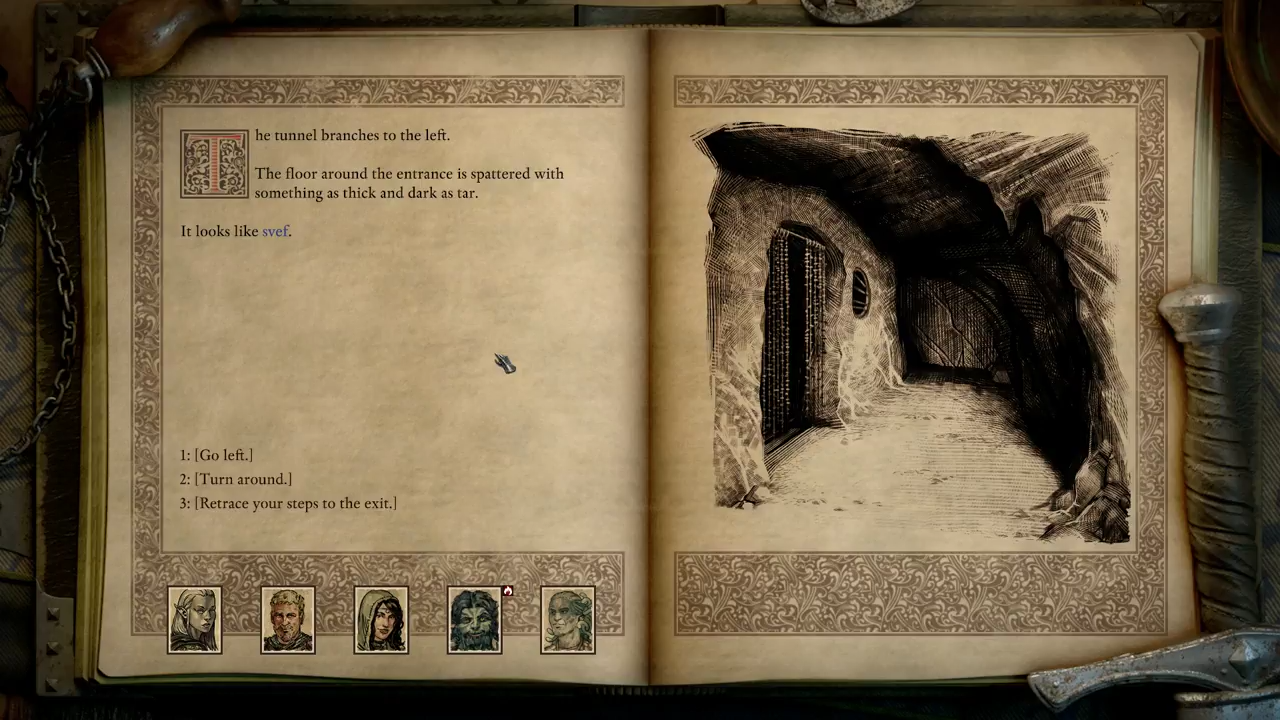 The tunnel branches to the left.
The floor around the entrance is spattered with
something as thick and dark as tar.
It looks like svef.
1: [Go left.]
2: [Turn around.]
3: [Retrace your steps to the exit.]